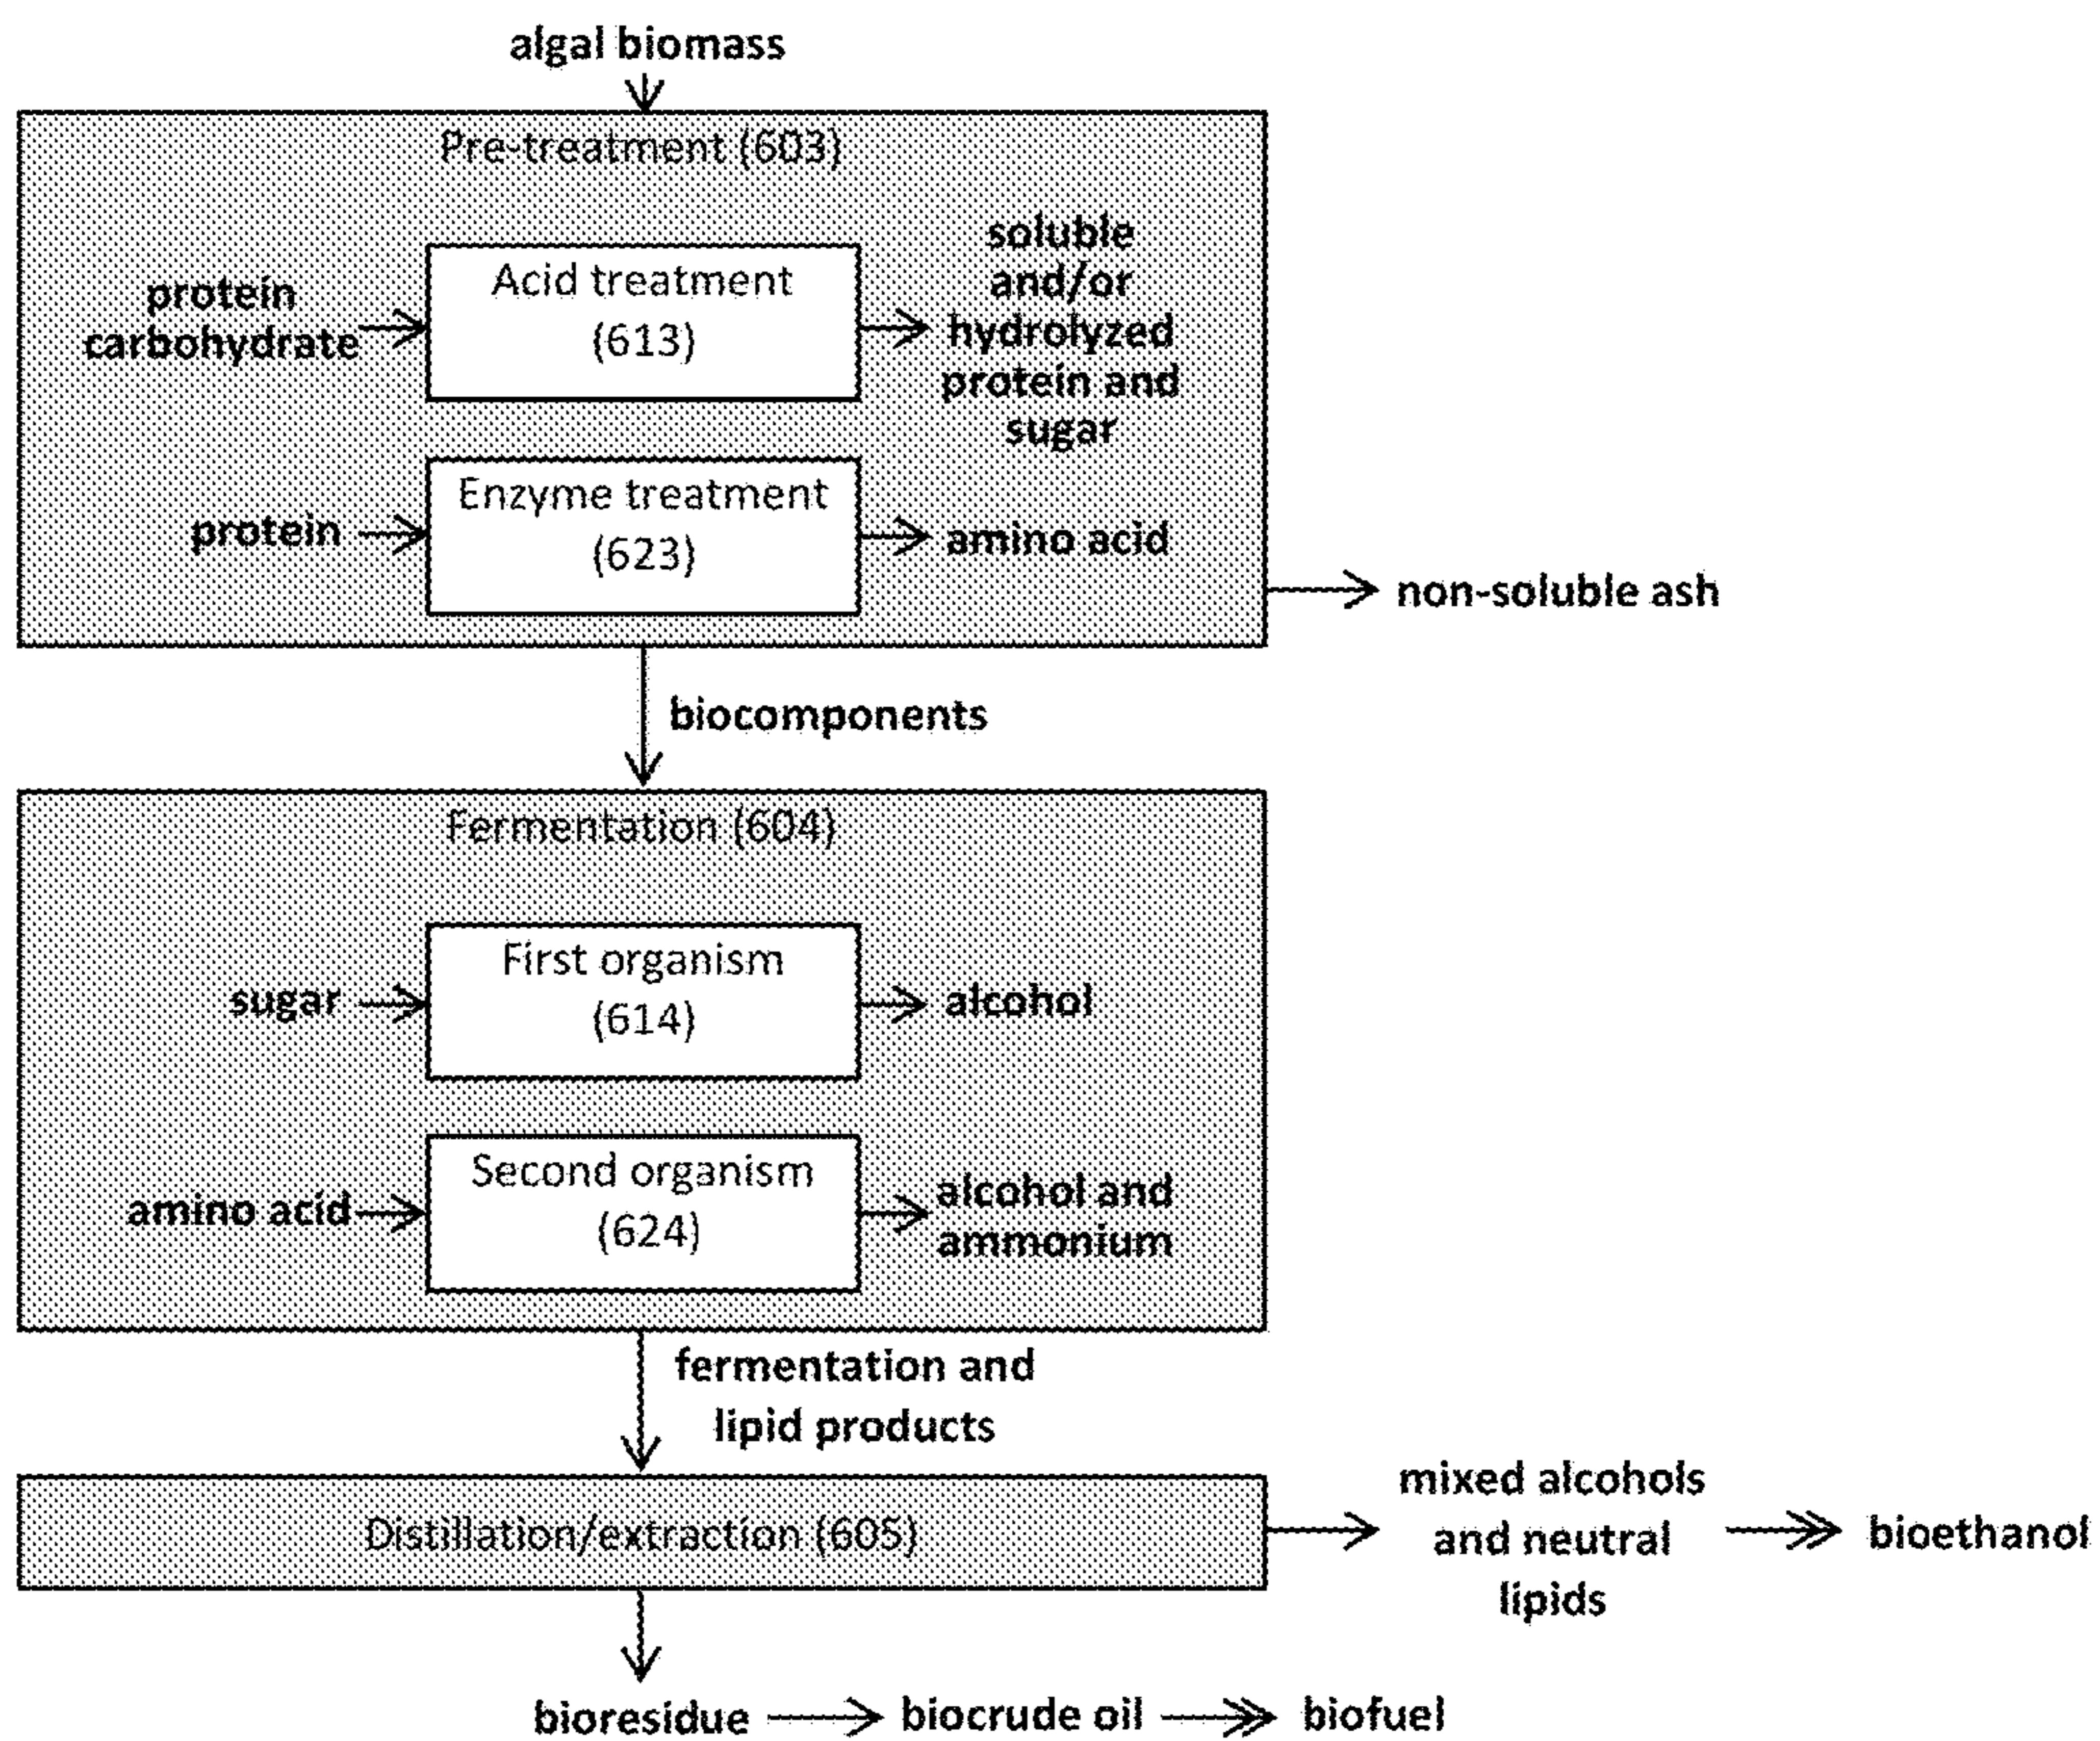 algal biomass
Pre-treatment (603)
protein
carbohydrate
Acid treatment
(613)
soluble
and/or
hydrolyzed
protein and
sugar
protein
Enzyme treatment
(623)
amino acid
non-soluble ash
biocomponents
Fermentation (604)
sugar
First organism
(614)
alcohol
amino acid
Second organism
(624)
alcohol and
ammonium
fermentation and
lipid products
Distillation/extraction (605)
mixed alcohols
and neutral
lipids
bioethanol
bioresidue
biocrude oil
biofuel